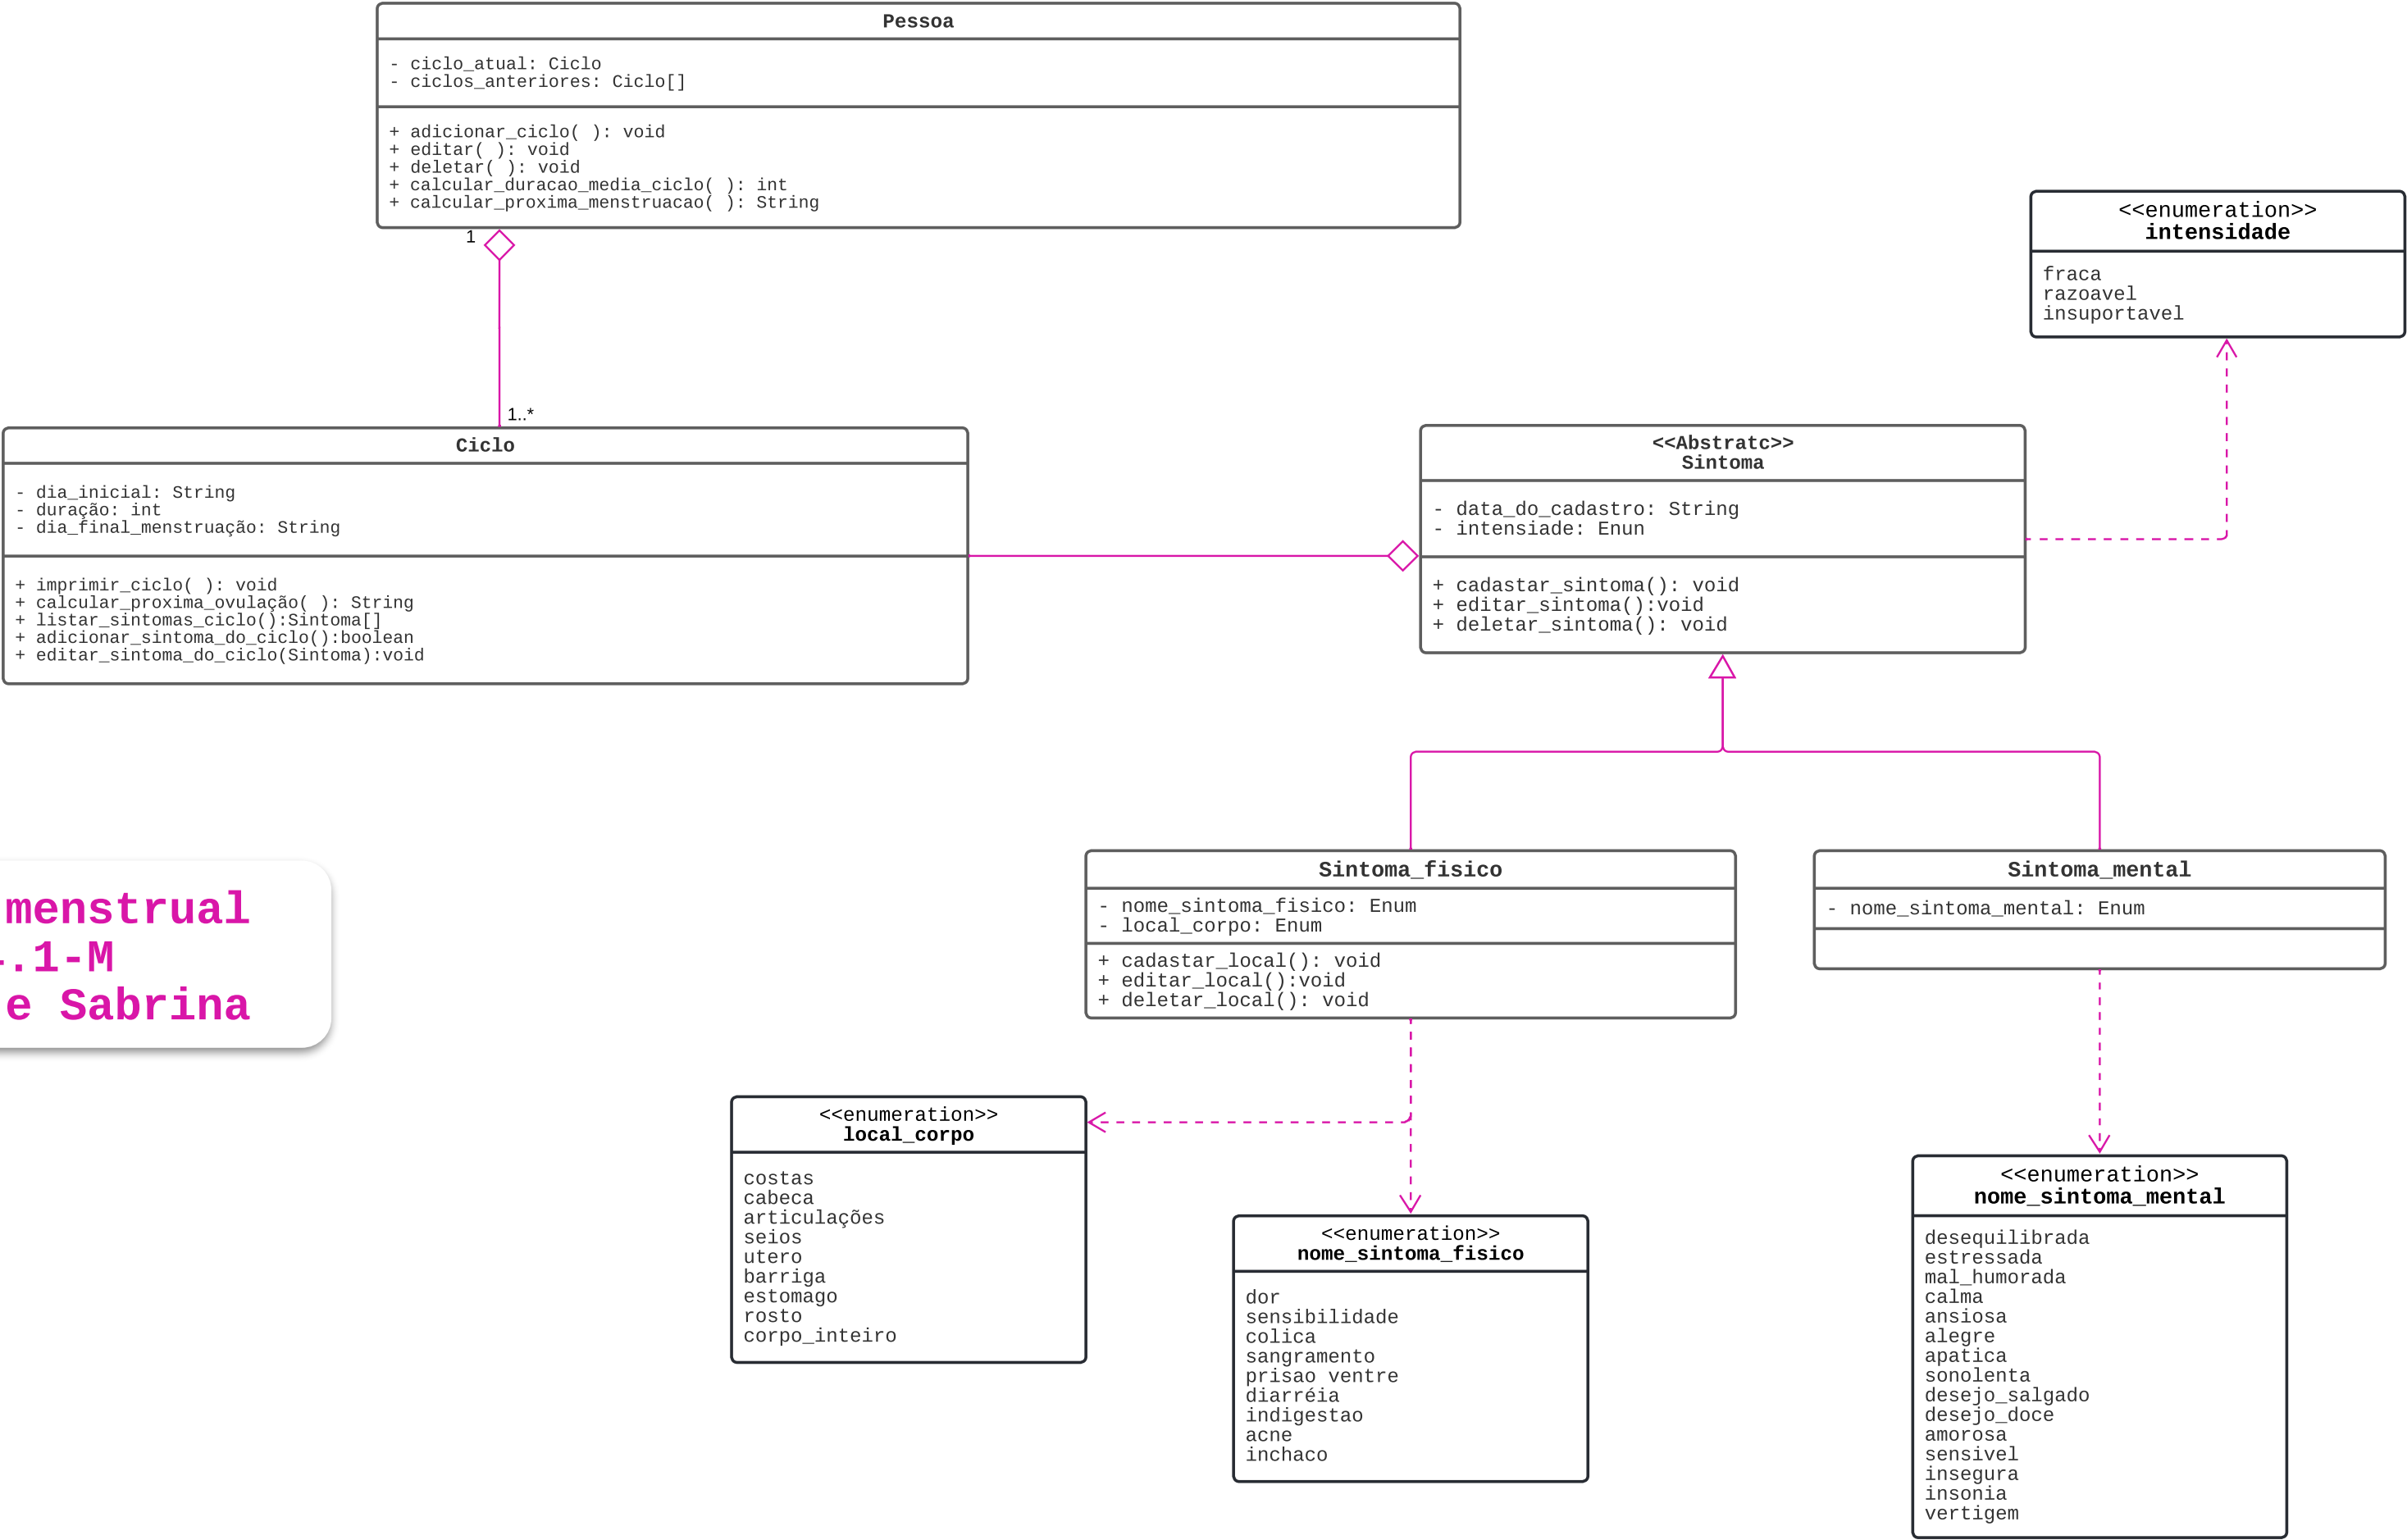 Pessoa
- ciclo_atual: Ciclo
- ciclos_anteriores: Ciclo[]
+ adicionar_ciclo( ): void
+ editar( ): void
+ deletar( ): void
+ calcular_duracao_media_ciclo( ): int
+ calcular_proxima_menstruacao( ): String
1
1..*
<<enumeration>>
intensidade
fraca
razoavel
insuportavel
Ciclo
- dia_inicial: String
- duração: int
- dia_final_menstruação: String
+ imprimir_ciclo( ): void
+ calcular_proxima_ovulação( ): String
+ listar_sintomas_ciclo():Sintoma[]
+ adicionar_sintoma_do_ciclo():boolean
+ editar_sintoma_do_ciclo(Sintoma):void
<<Abstratc>>
Sintoma
- data_do_cadastro: String
- intensiade: Enun
+ cadastar_sintoma(): void
+ editar_sintoma():void
+ deletar_sintoma(): void
menstrual
.1-M
e Sabrina
Sintoma_fisico
- nome_sintoma_fisico: Enum
- local_corpo: Enum
+ cadastar_local(): void
+ editar_local():void
+ deletar_local(): void
Sintoma_mental
- nome_sintoma_mental: Enum
<<enumeration>>
local_corpo
costas
cabeca
articulações
seios
utero
barriga
estomago
rosto
corpo_inteiro
<<enumeration>>
nome_sintoma_fisico
dor
sensibilidade
colica
sangramento
prisao ventre
diarréia
indigestao
acne
inchaco
<<enumeration>>
nome_sintoma_mental
desequilibrada
estressada
mal_humorada
calma
ansiosa
alegre
apatica
sonolenta
desejo_salgado
desejo_doce
amorosa
sensivel
insegura
insonia
vertigem